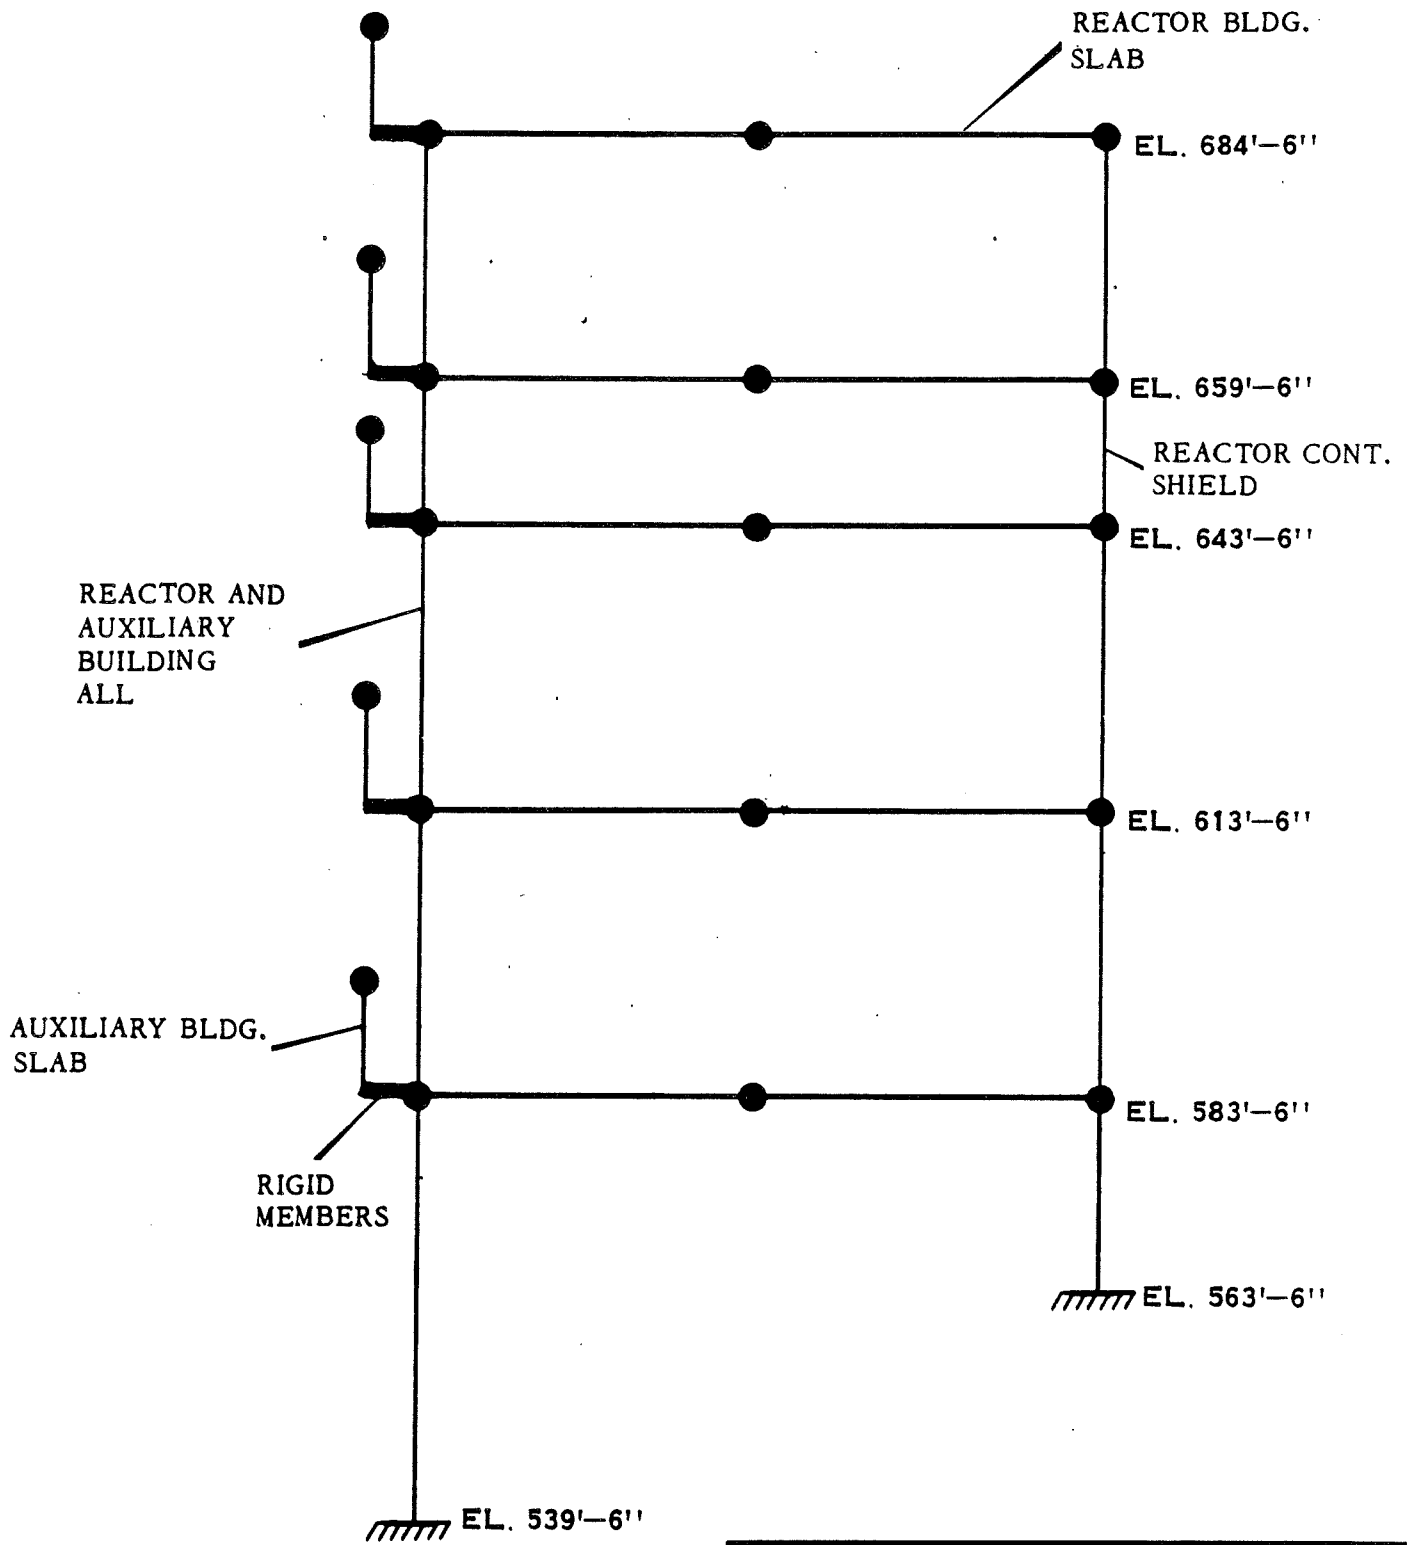 REACTOR BLDG.
SLAB
EL. 684'-6''
EL. 659'-6''
REACTOR CONT.
SHIELD
EL. 643'-6''
REACTOR AND
AUXILIARY
BUILDING
ALL
EL. 613'-6''
AUXILIARY BLDG.
SLAB
EL. 583'-6''
RIGID
MEMBERS
EL. 563'-6''
EL. 539'-6''